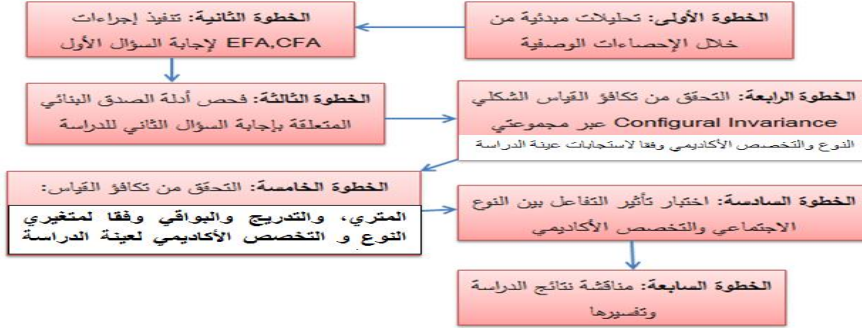 الخطوة الأولى: تحليلات مبدئية من
خلال الإحصاءات الوصفية
الخطوة الثانية: تنفيذ إجراءات
EFA,CFA لإجابة السؤال الأول
الخطوة الثالثة: فحص أدلة الصدق البنائي
المتعلقة بإجابة السؤال الثاني للدراسة
الخطوة الرابعة: التحقق من تكافؤ القياس الشكلي
Configural Invariance عبر مجموعتي
النوع والتخصص الأكاديمي وفقا لاستجابات عينة الدراسة
الخطوة الخامسة: التحقق من تكافؤ القياس:
المتري، والتدريج والبواقي وفقا لمتغيري
النوع و التخصص الأكاديمي لعينة الدراسة
الخطوة السادسة: اختبار تأثير التفاعل بين النوع
الاجتماعي والتخصص الأكاديمي
الخطوة السابعة: مناقشة نتائج الدراسة
وتفسيرها